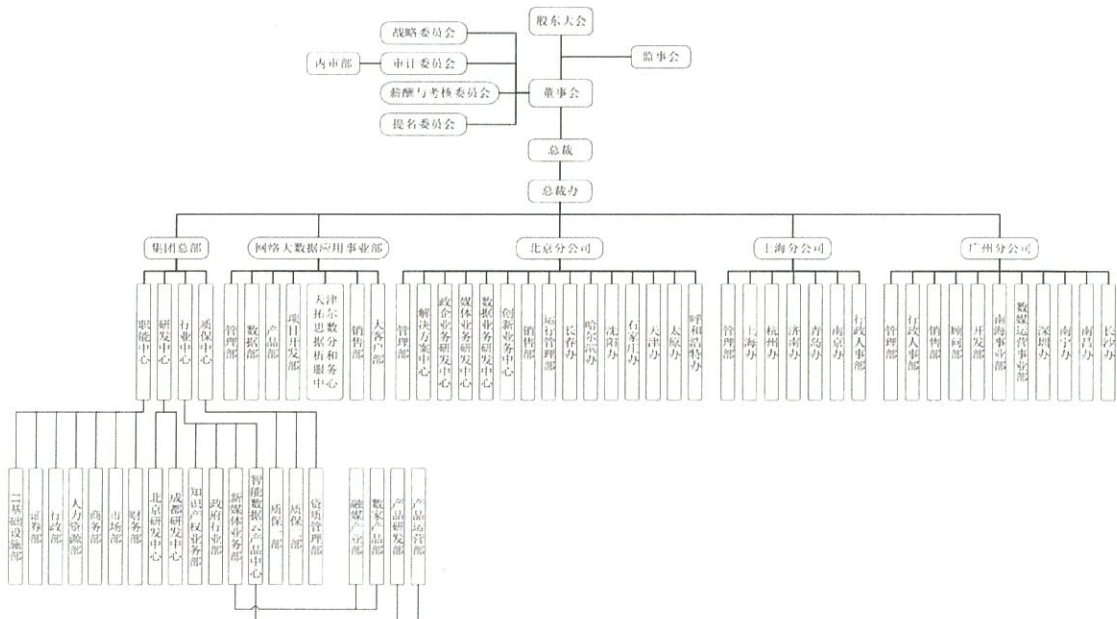 股东大会
战略委员会
监事会
内审部
审计委员会
薪酬与考核委员会
董事会
提名委员会
总裁
总裁办
集团总部
网络大数据应用事业部
北京分公司
上海分公司
广州分公司
职能中心
研发中心
行业中心
质保中心
管理部
数据部
产品部
项目开发部
天津拓尔思数据分析和服务中心
销售部
大客户部
管理部
解决方案中心
政企业务研发中心
媒体业务研发中心
数据业务研发中心
创新业务中心
销售部
运行管理部
长春办
哈尔滨办
沈阳办
石家庄办
天津办
太原办
呼和浩特办
管理部
上海办
杭州办
济南办
青岛办
南京办
行政人事部
管理部
行政人事部
销售部
顾问部
开发部
南海事业部
数媒运营事业部
深圳办
南宁办
南昌办
长沙办
基础设施部
证券部
行政部
人力资源部
商务部
市场部
财务部
北京研发中心
成都研发中心
知识产权业务部
政府行业部
新媒体业务部
智能数据云产品中心
质保
部
质保
部
资质管理部
融媒产业部
数家产品部
产品研发部
产品运营部